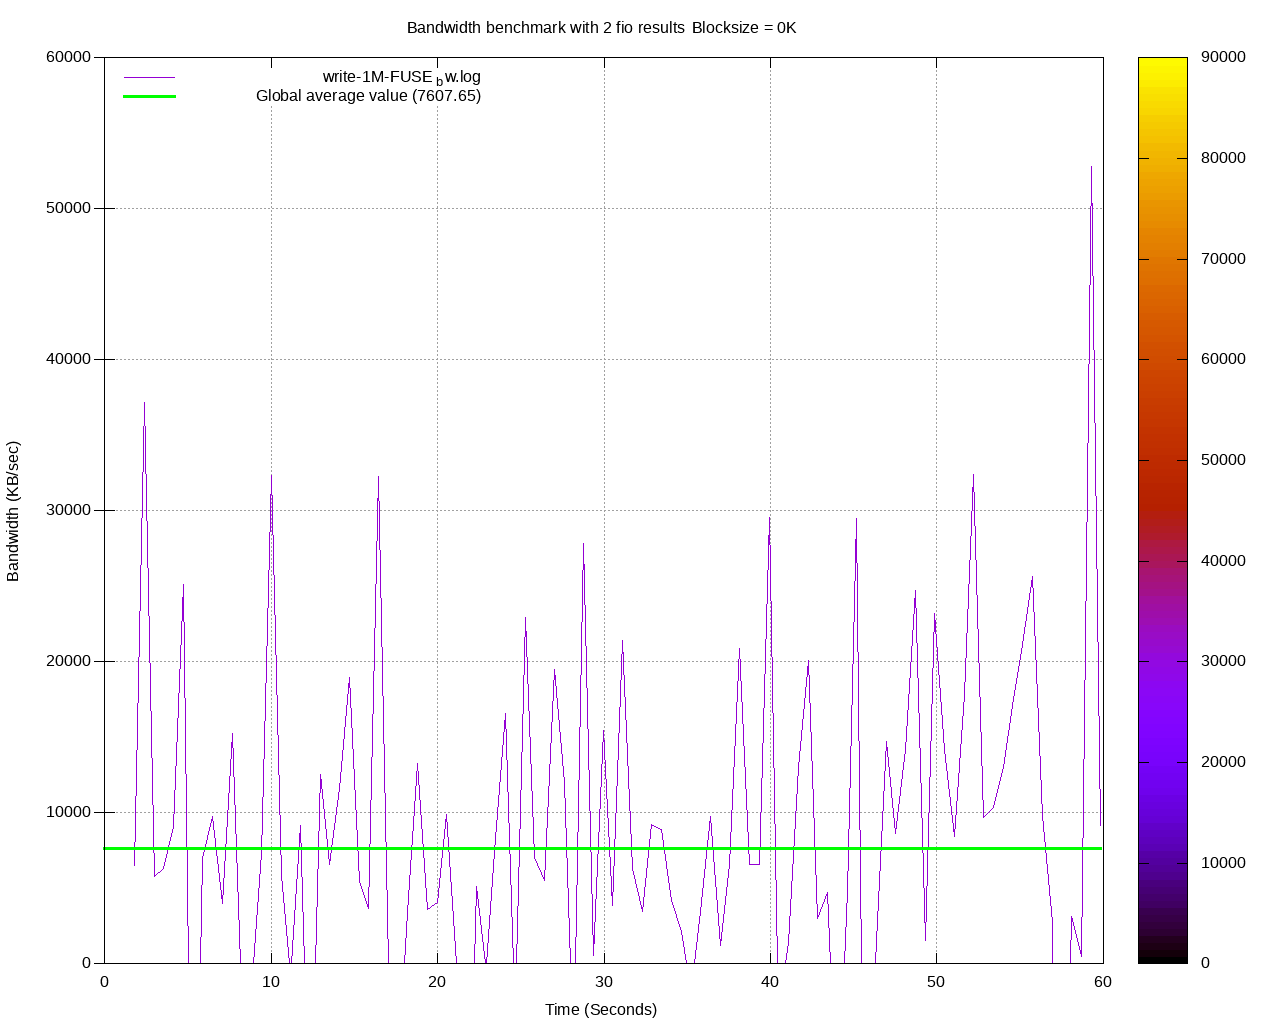 Bandwidth benchmark with 2 fio results Blocksize = 0K
write-1M-FUSE_bw.log
Global average value (7607.65)
60000
50000
40000
30000
20000
10000
0
Bandwidth (KB/sec)
0 10 20 30 40 50 60
Time (Seconds)
90000
80000
70000
60000
50000
40000
30000
20000
10000
0